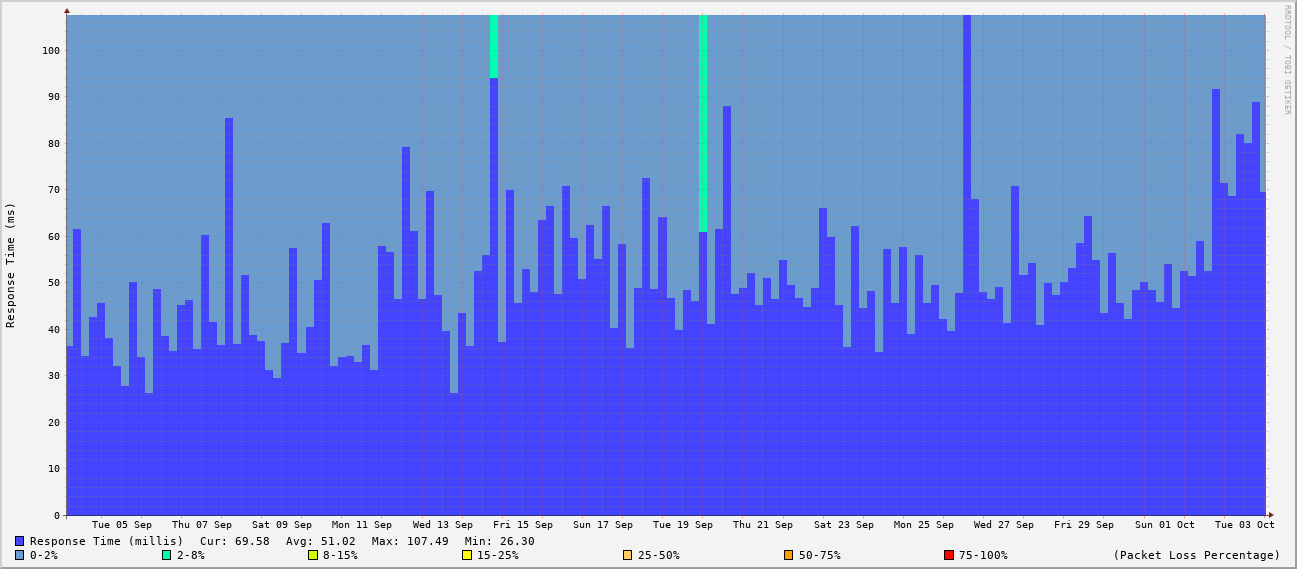 RRDTOOL / TOBI OETIKER
Response Time (ms)
100
90
80
70
60
50
40
30
20
10
0
Tue 05 Sep Thu 07 Sep Sat 09 Sep Mon 11 Sep Wed 13 Sep Fri 15 Sep Sun 17 Sep Tue 19 Sep Thu 21 Sep Sat 23 Sep Mon 25 Sep Wed 27 Sep Fri 29 Sep Sun 01 Oct Tue 03 Oct
Response Time (millis) Cur: 69.58 Avg: 51.02 Max: 107.49 Min: 26.30
0-2% 2-8% 8-15% 15-25% 25-50% 50-75% 75-100% (Packet Loss Percentage)